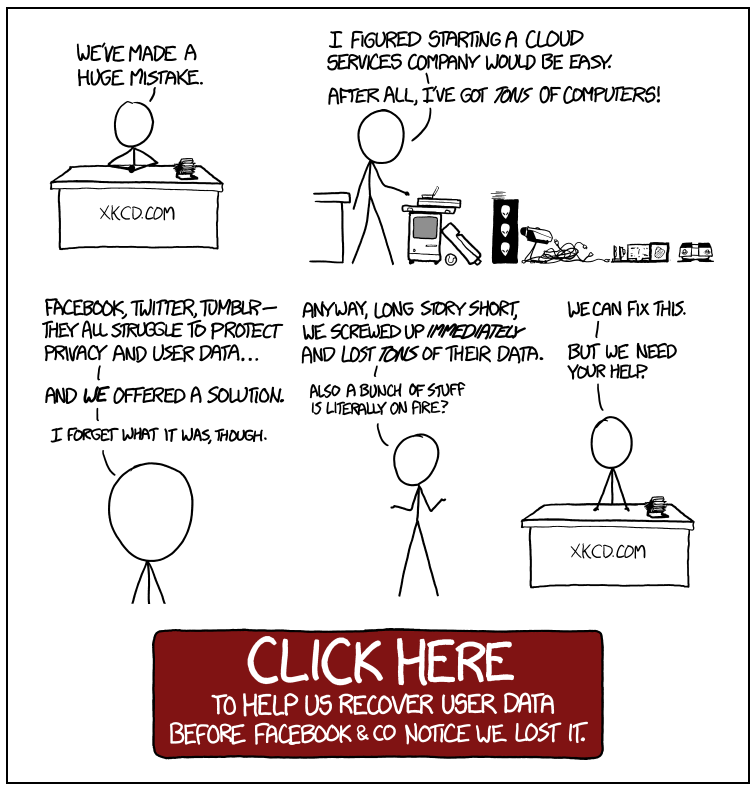 WE'VE MADE A
HUGE MISTAKE.
XKCD.COM
I FIGURED STARTING A CLOUD
SERVICES COMPANY WOULD BE EASY.
AFTER ALL, I'VE GOT TONS OF COMPUTERS!
FACEBOOK, TWITTER, TUMBLR—
THEY ALL STRUGGLE TO PROTECT
PRIVACY AND USER DATA...
AND WE OFFERED A SOLUTION.
I FORGET WHAT IT WAS, THOUGH.
ANYWAY, LONG STORY SHORT,
WE SCREWED UP IMMEDIATELY
AND LOST TONS OF THEIR DATA.
ALSO A BUNCH OF STUFF
IS LITERALLY ON FIRE?
WE CAN FIX THIS.
BUT WE NEED
YOUR HELP.
XKCD.COM
CLICK HERE
TO HELP US RECOVER USER DATA
BEFORE FACEBOOK & CO NOTICE WE LOST IT.